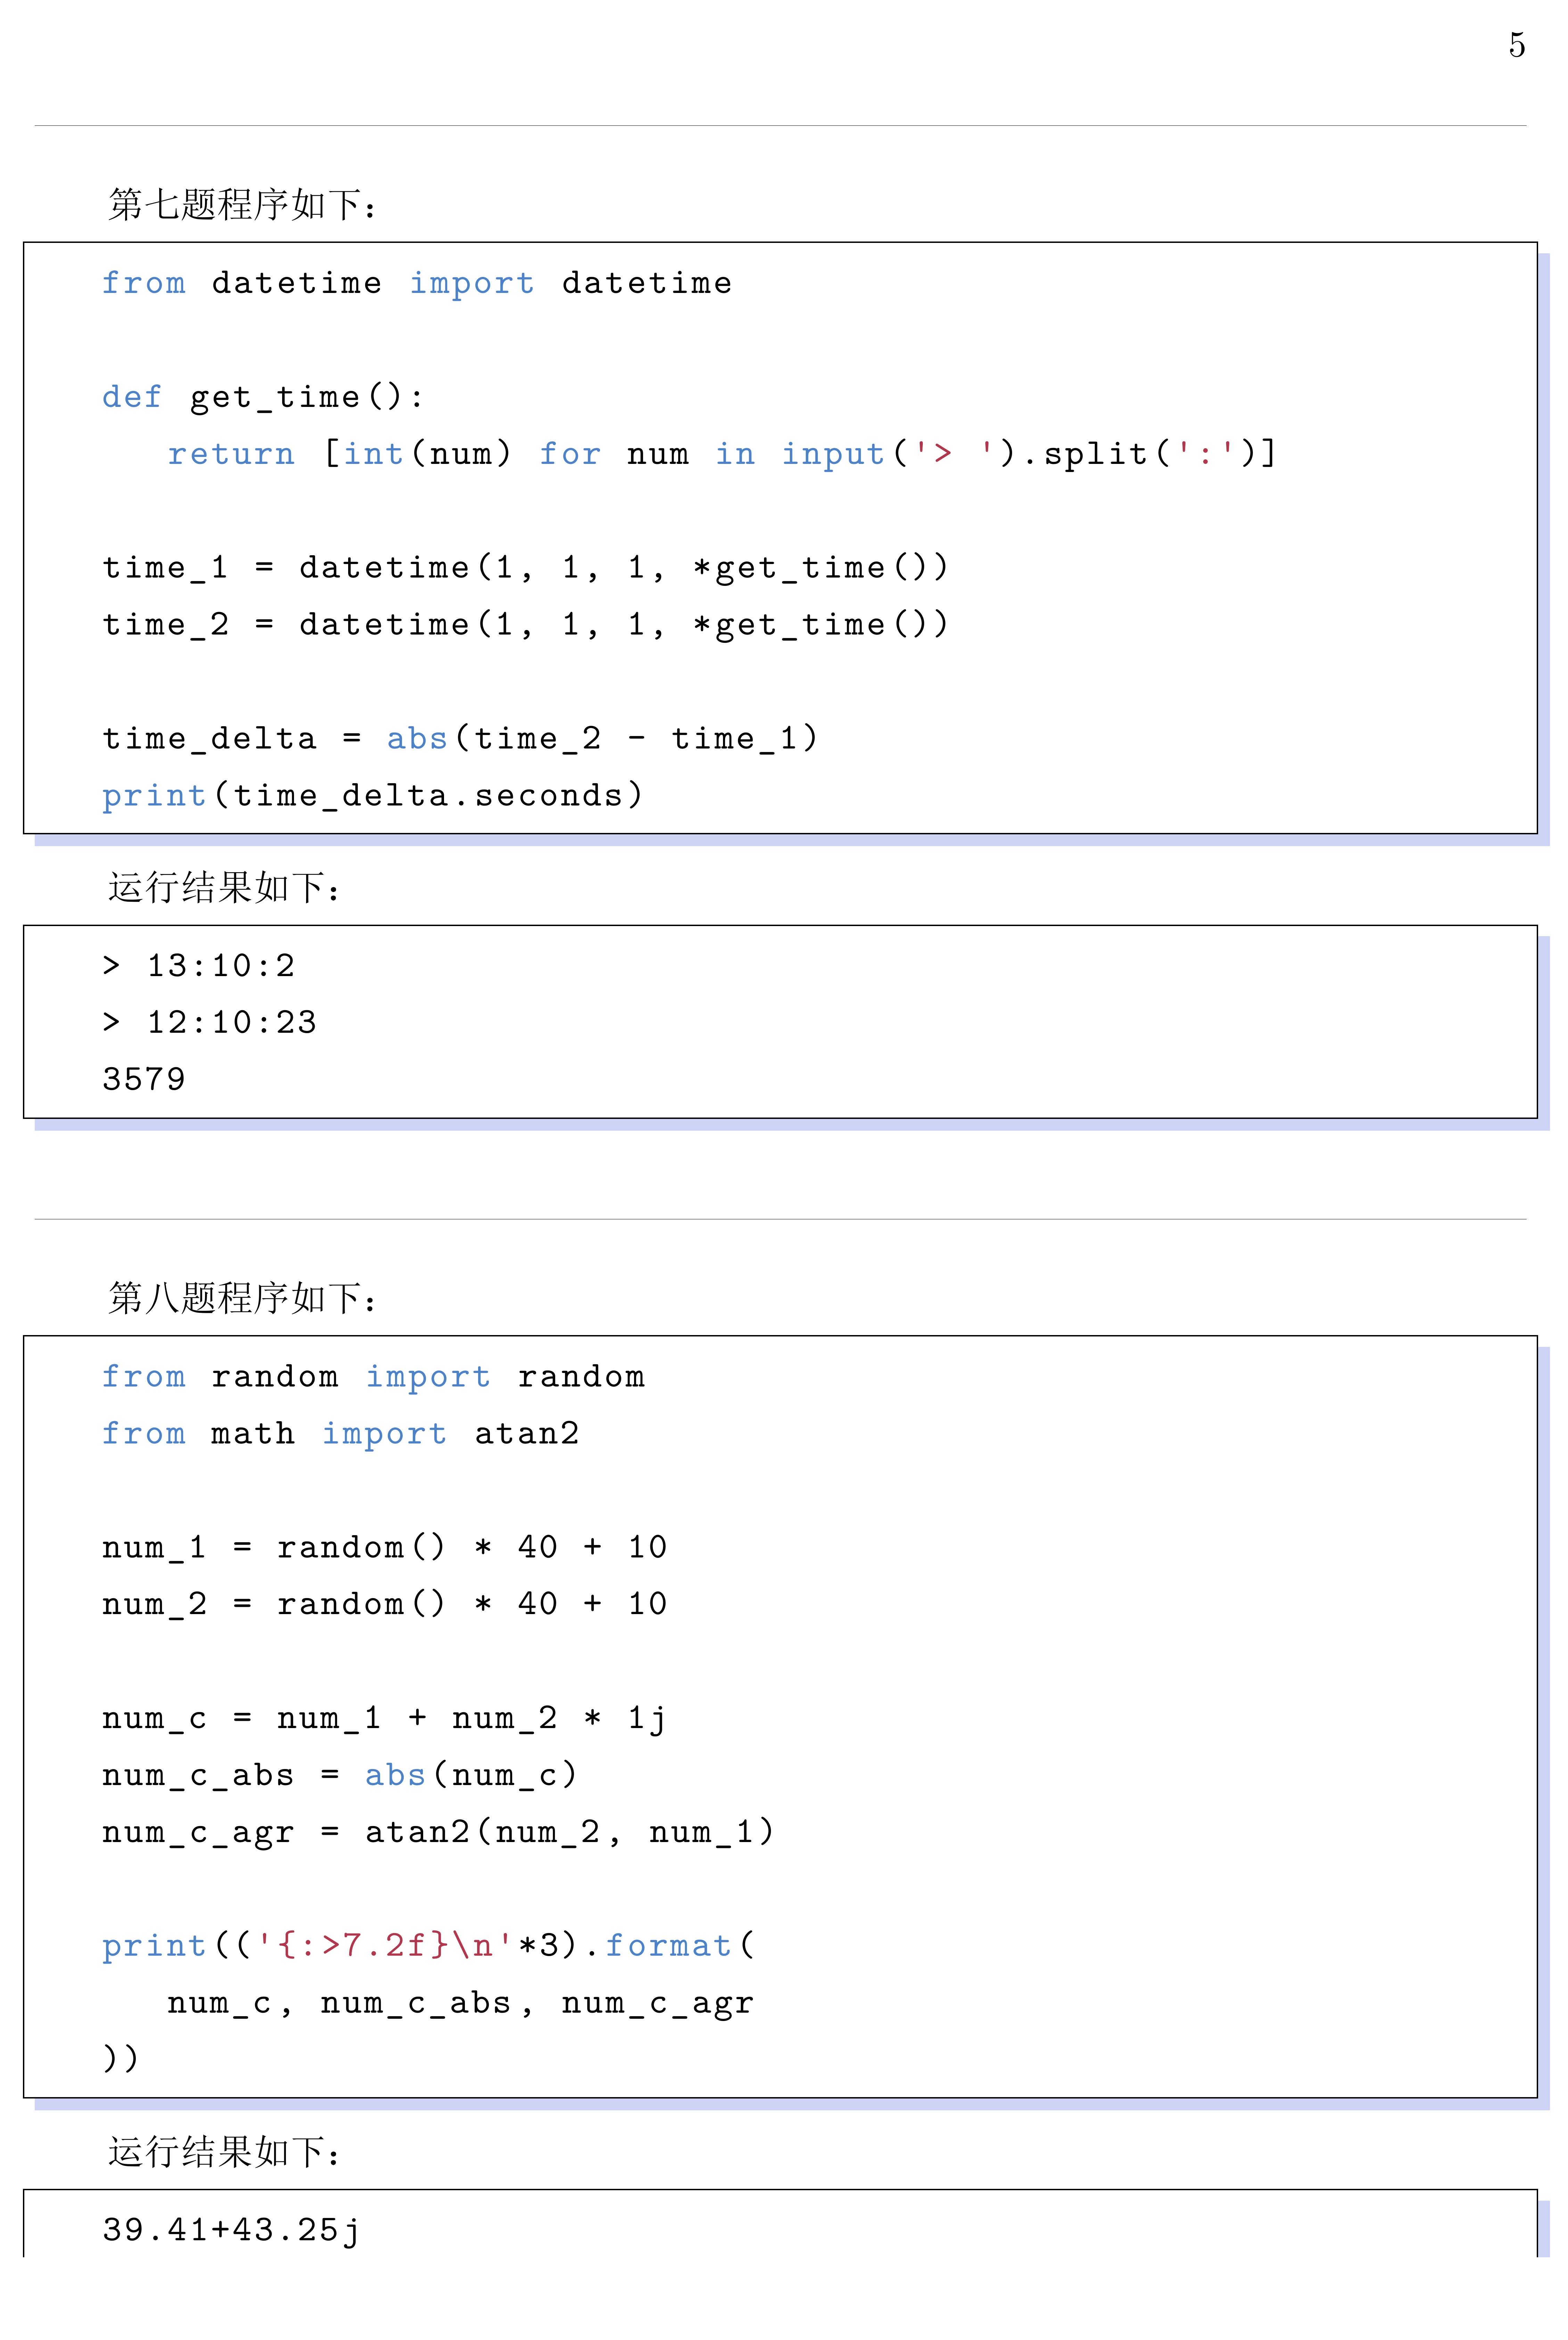 5
第七题程序如下：
from datetime import datetime
def get_time():
   return [int(num) for num in input('> ').split(':')]
time_1 = datetime(1, 1, 1, *get_time())
time_2 = datetime(1, 1, 1, *get_time())
time_delta = abs(time_2 - time_1)
print(time_delta.seconds)
运行结果如下：
> 13:10:2
> 12:10:23
3579
第八题程序如下：
from random import random
from math import atan2
num_1 = random() * 40 + 10
num_2 = random() * 40 + 10
num_c = num_1 + num_2 * 1j
num_c_abs = abs(num_c)
num_c_agr = atan2(num_2, num_1)
print(('{:>7.2f}\n'*3).format(
   num_c, num_c_abs, num_c_agr
))
运行结果如下：
39.41+43.25j